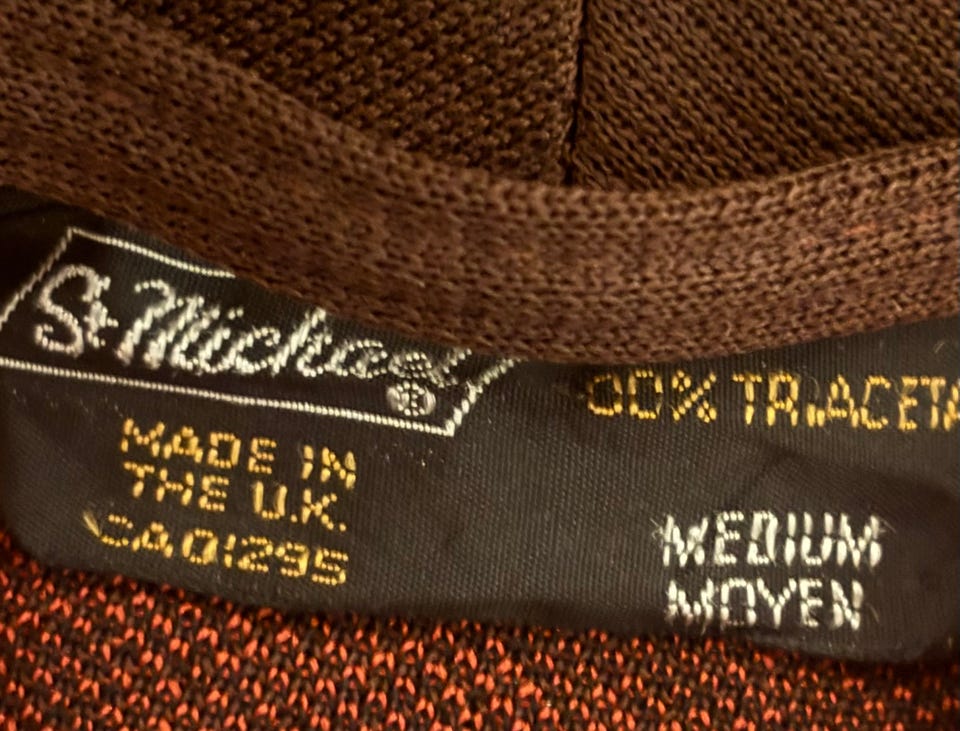 St Michael ®
00% TRIACETA
MADE IN
THE U.K.
CA01295
MEDIUM
MOYEN